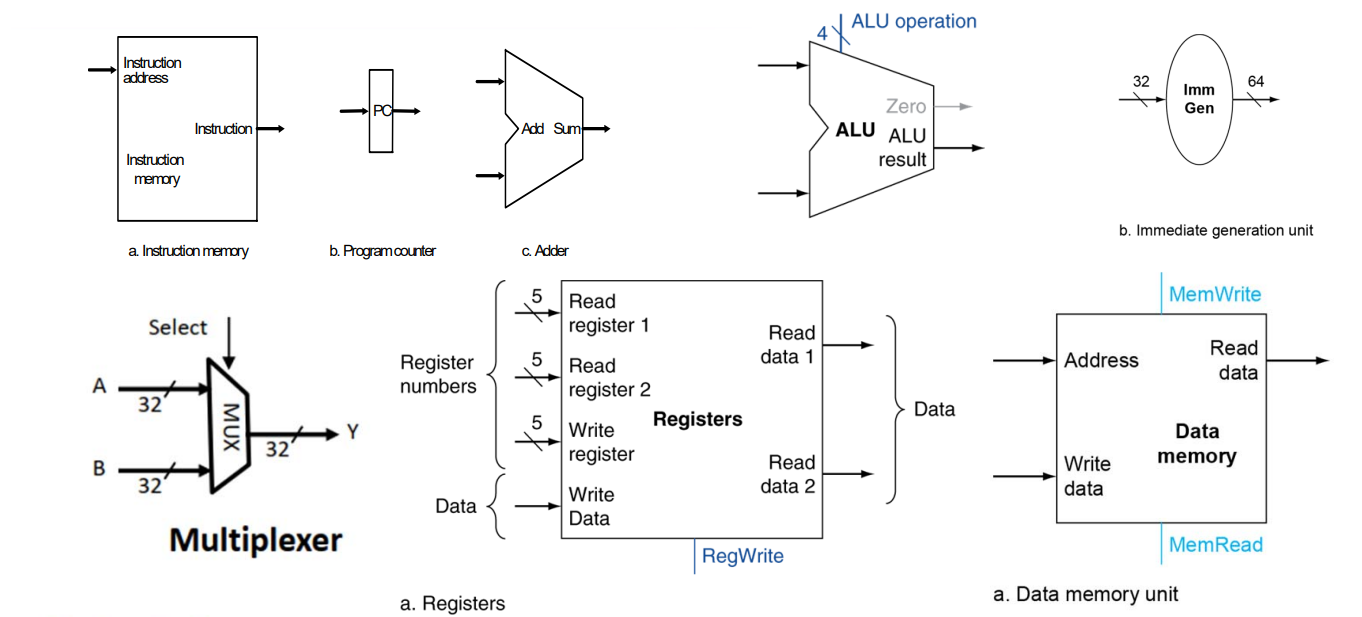 Instruction
address
Instruction
Instruction
memory
a. Instruction memory
PC
b. Program counter
Add Sum
c. Adder
4
ALU operation
Zero
ALU
ALU
result
32
Imm
Gen
64
b. Immediate generation unit
Select
A
32
MUX
32
Y
B
32
Multiplexer
Register
numbers
Data
5
Read
register 1
5
Read
register 2
5
Write
register
Write
Data
Registers
Read
data 1
Read
data 2
Data
RegWrite
a. Registers
MemWrite
Address
Read
data
Data
memory
Write
data
MemRead
a. Data memory unit